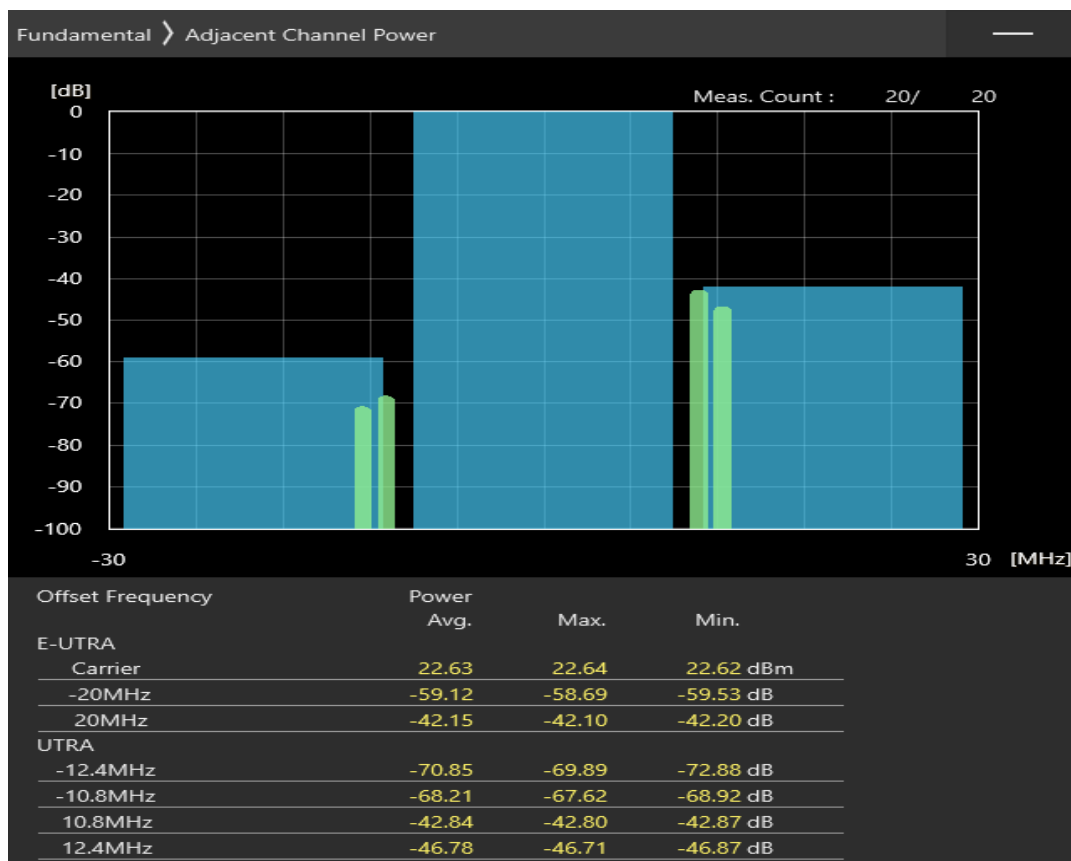 Fundamental ❯ Adjacent Channel Power
[dB]
Meas. Count : 20/ 20
0
-10
-20
-30
-40
-50
-60
-70
-80
-90
-100
-30 30 [MHz]
Offset Frequency Power
Avg. Max. Min.
E-UTRA
Carrier 22.63 22.64 22.62 dBm
-20MHz -59.12 -58.69 -59.53 dB
20MHz -42.15 -42.10 -42.20 dB
UTRA
-12.4MHz -70.85 -69.89 -72.88 dB
-10.8MHz -68.21 -67.62 -68.92 dB
10.8MHz -42.84 -42.80 -42.87 dB
12.4MHz -46.78 -46.71 -46.87 dB